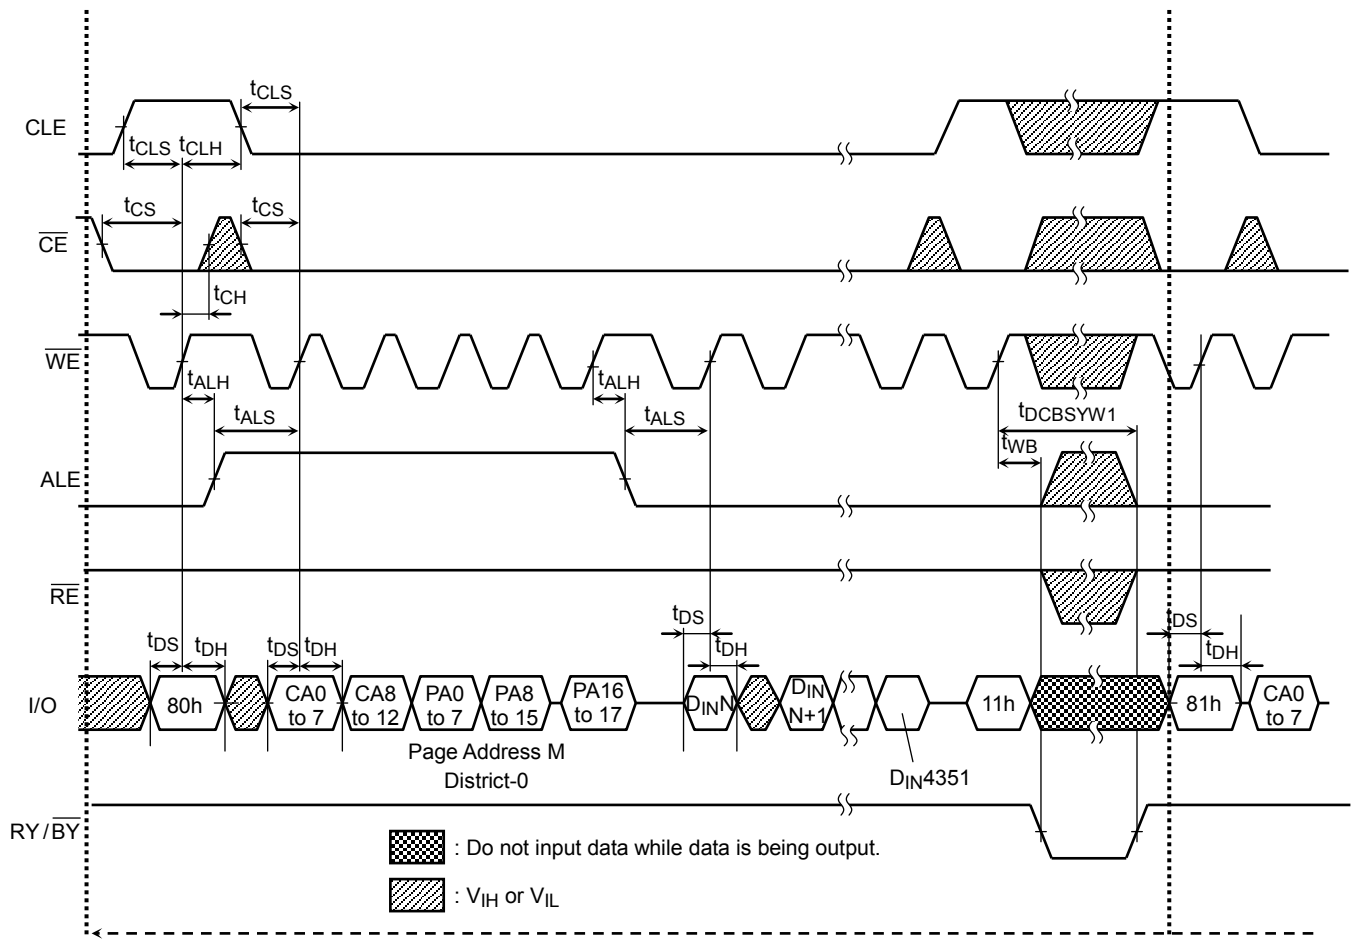 tCLS
CLE
tCLS tCLH
tCS tCS
CE
tCH
WE
tALH tALH
tALS tALS tDCBSYW1
tWB
ALE
RE
tDS tDS
tDS tDH tDS tDH tDH tDH
I/O
80h
CA0 to 7
CA8 to 12
PA0 to 7
PA8 to 15
PA16 to 17
DINN
DIN N+1
11h
81h
CA0 to 7
Page Address M
District-0
DIN4351
RY/BY
: Do not input data while data is being output.
: VIH or VIL